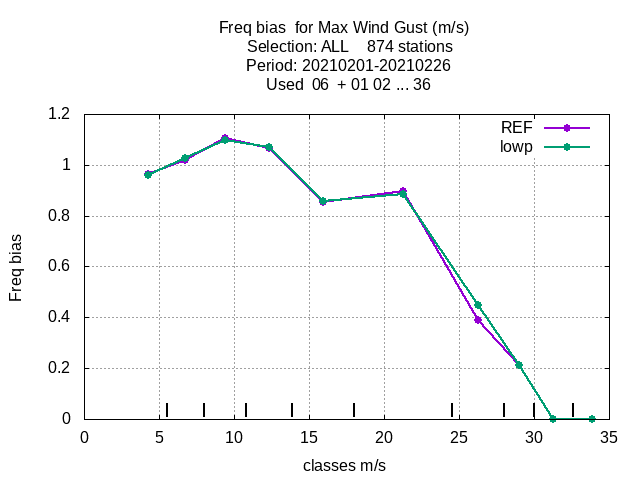 Freq bias  for Max Wind Gust (m/s)
Selection: ALL    874 stations
Period: 20210201-20210226
Used  06  + 01 02 ... 36
REF
lowp
1.2
1
0.8
0.6
0.4
0.2
0
Freq bias
0 5 10 15 20 25 30 35
classes m/s